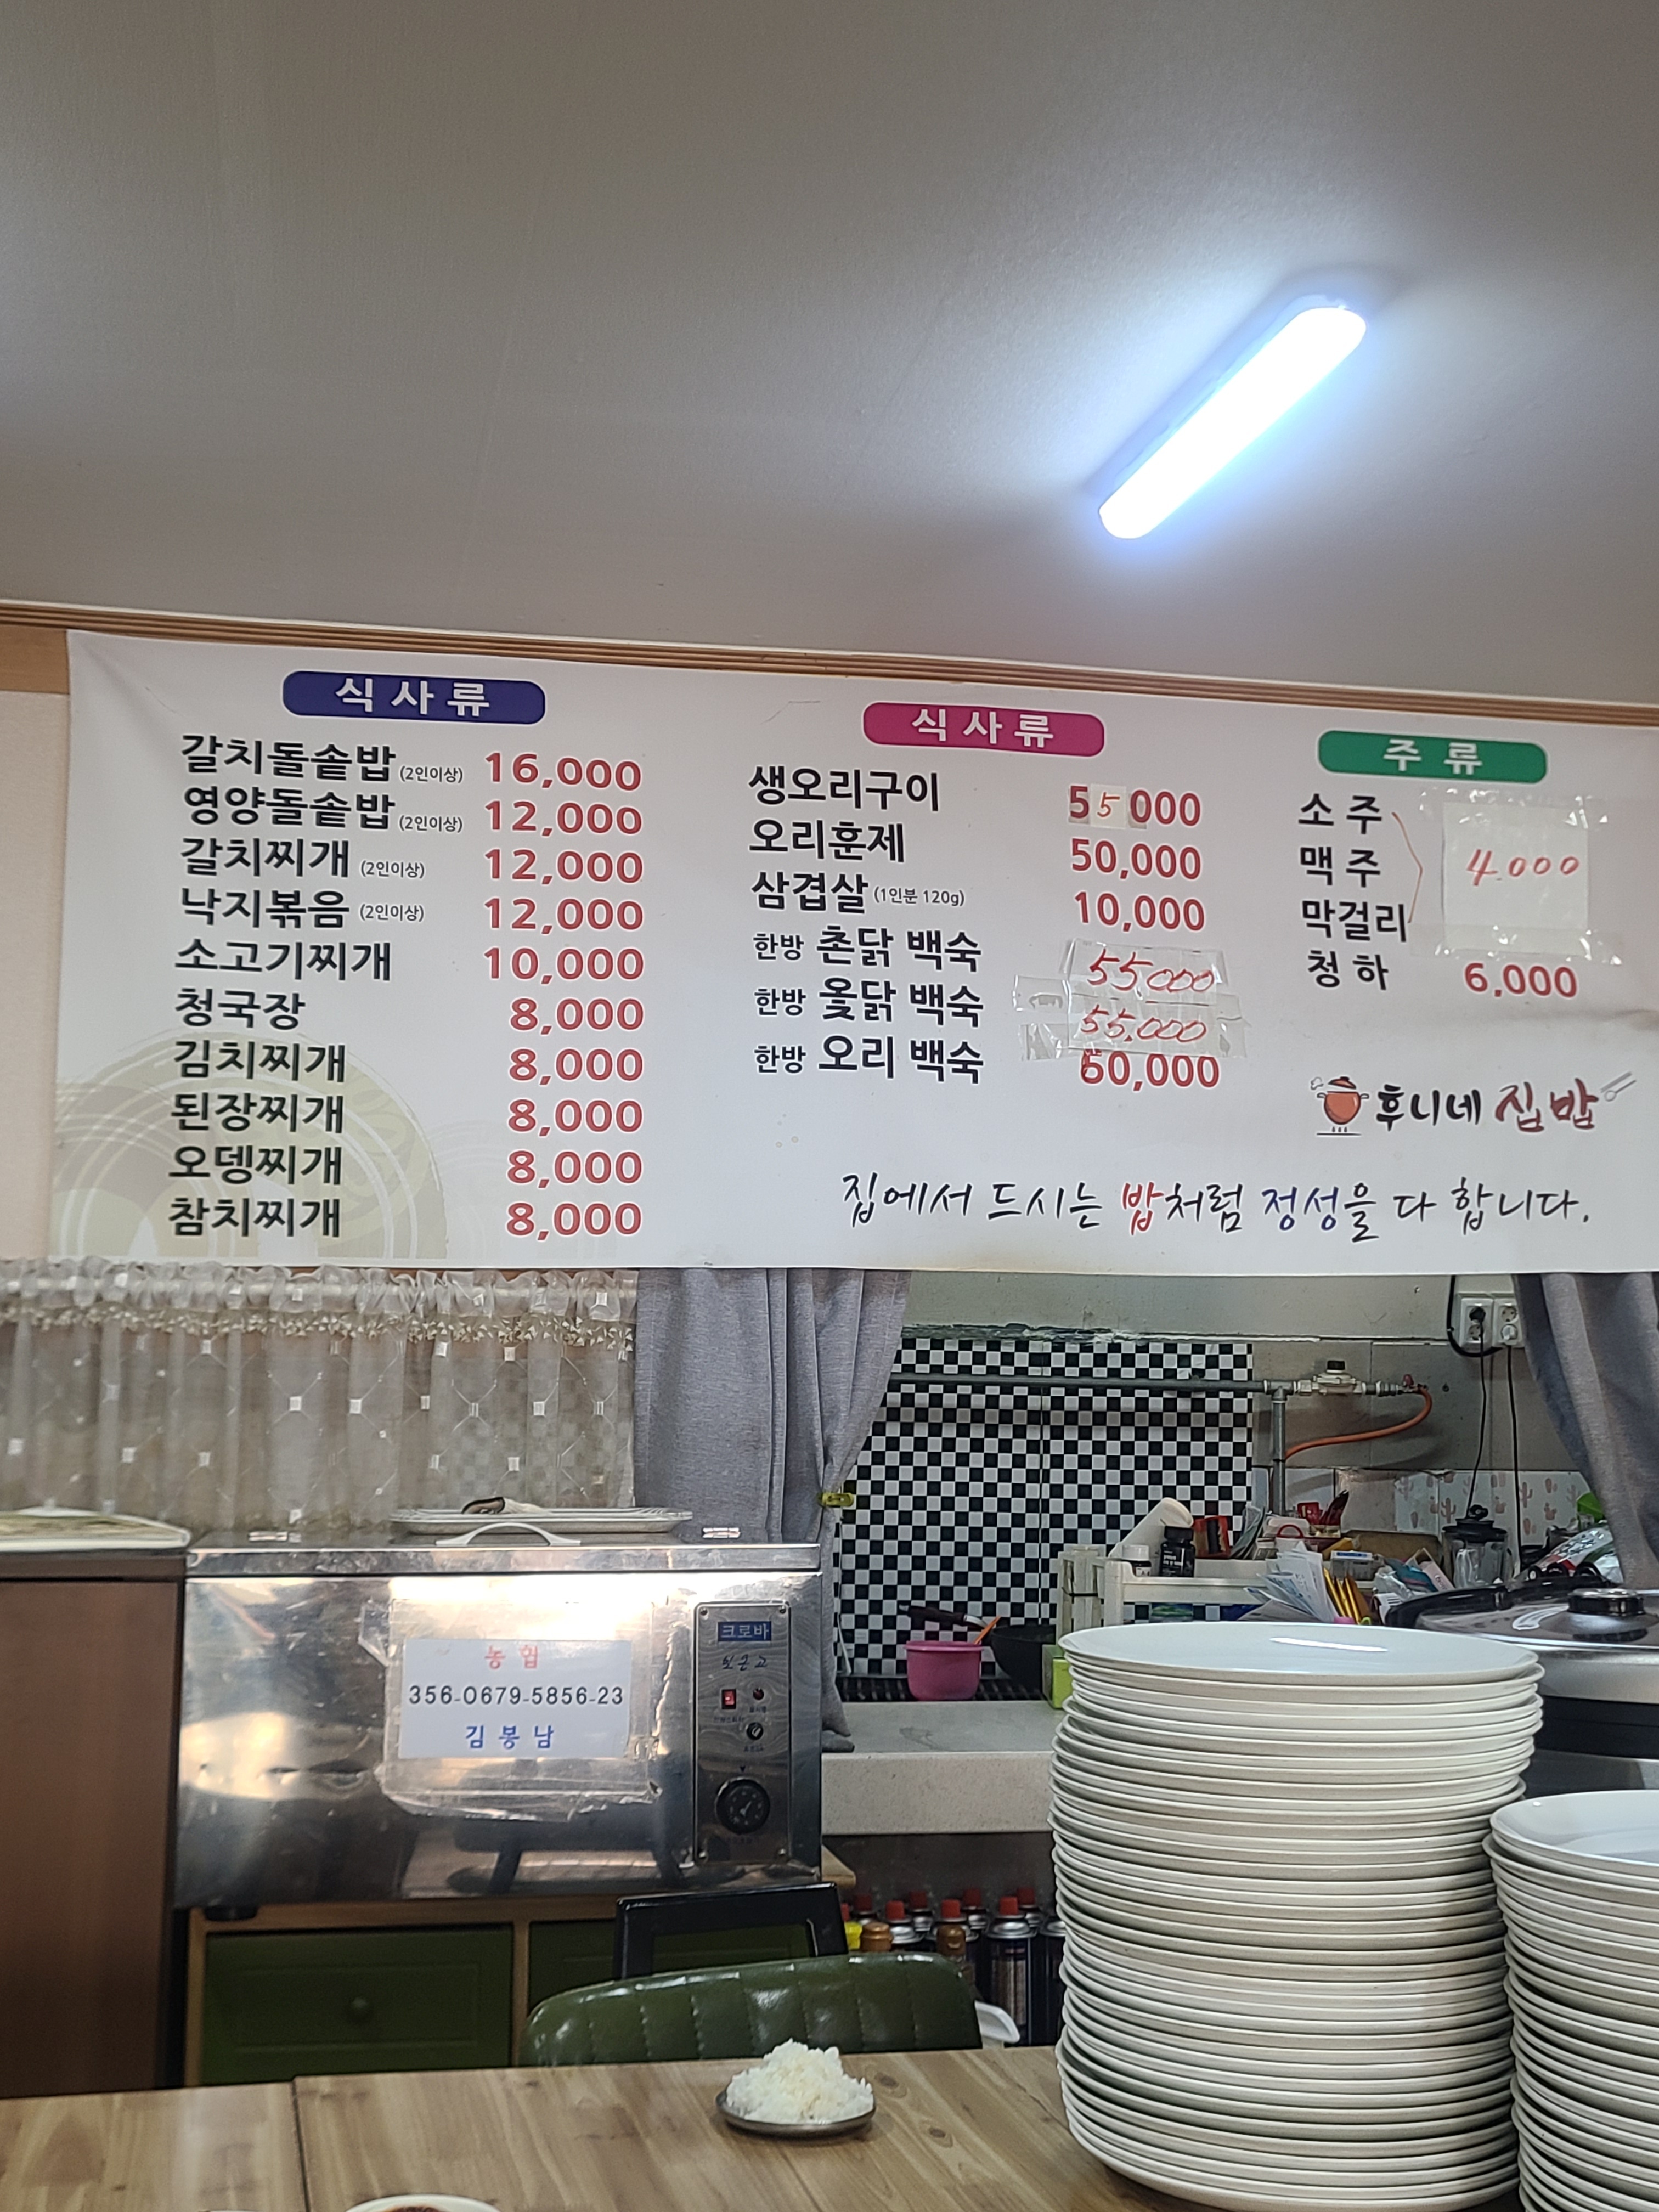 식사류
갈치돌솥밥 (2인이상) 16,000
영양돌솥밥 (2인이상) 12,000
갈치찌개 (2인이상) 12,000
낙지볶음 (2인이상) 12,000
소고기찌개 10,000
청국장 8,000
김치찌개 8,000
된장찌개 8,000
오뎅찌개 8,000
참치찌개 8,000
식사류
생오리구이 55000
오리훈제 50,000
삼겹살 (1인분 120g) 10,000
한방 촌닭 백숙 55.000
한방 옻닭 백숙 55.000
한방 오리 백숙 60,000
주류
소주
맥주 4.000
막걸리
청하 6,000
후니네 집밥
집에서 드시는 밥처럼 정성을 다 합니다.
농협
356-0679-5856-23
김봉남
크로바
보온고